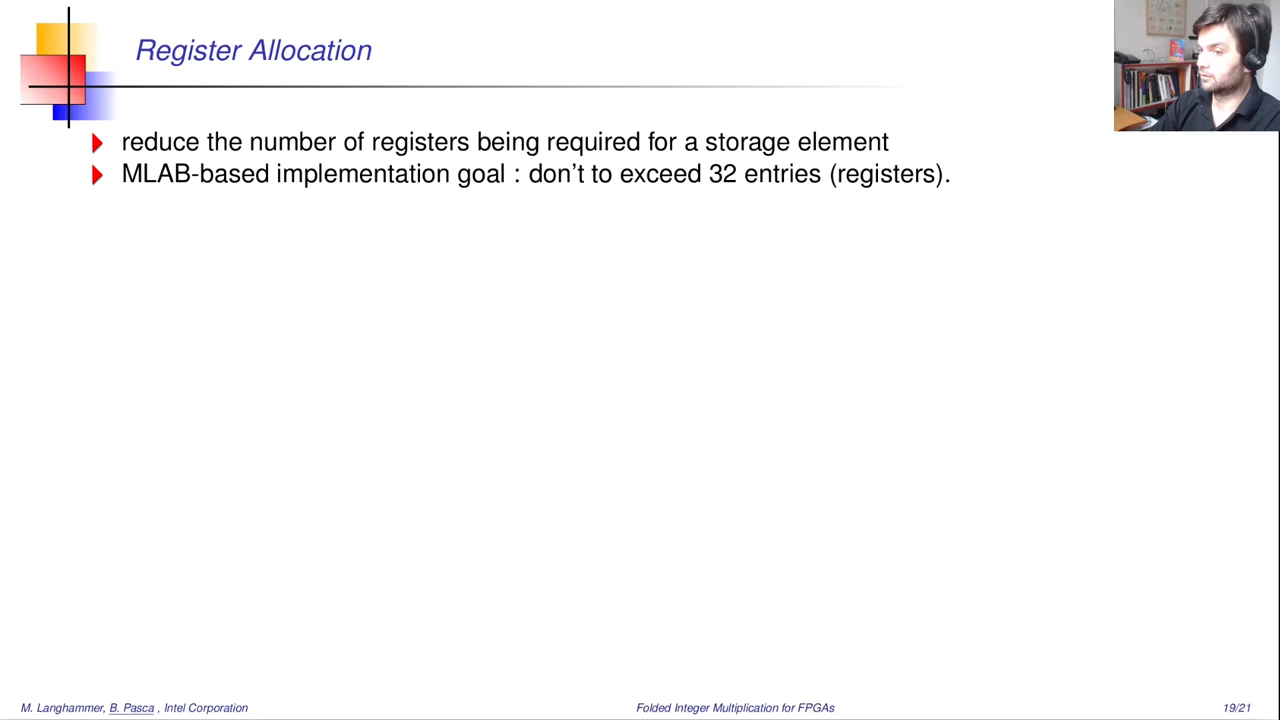 Register Allocation
reduce the number of registers being required for a storage element
MLAB-based implementation goal : don't to exceed 32 entries (registers).
M. Langhammer, B. Pasca , Intel Corporation
Folded Integer Multiplication for FPGAs
19/21